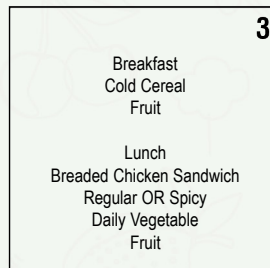 3
Breakfast
Cold Cereal
Fruit
Lunch
Breaded Chicken Sandwich
Regular OR Spicy
Daily Vegetable
Fruit